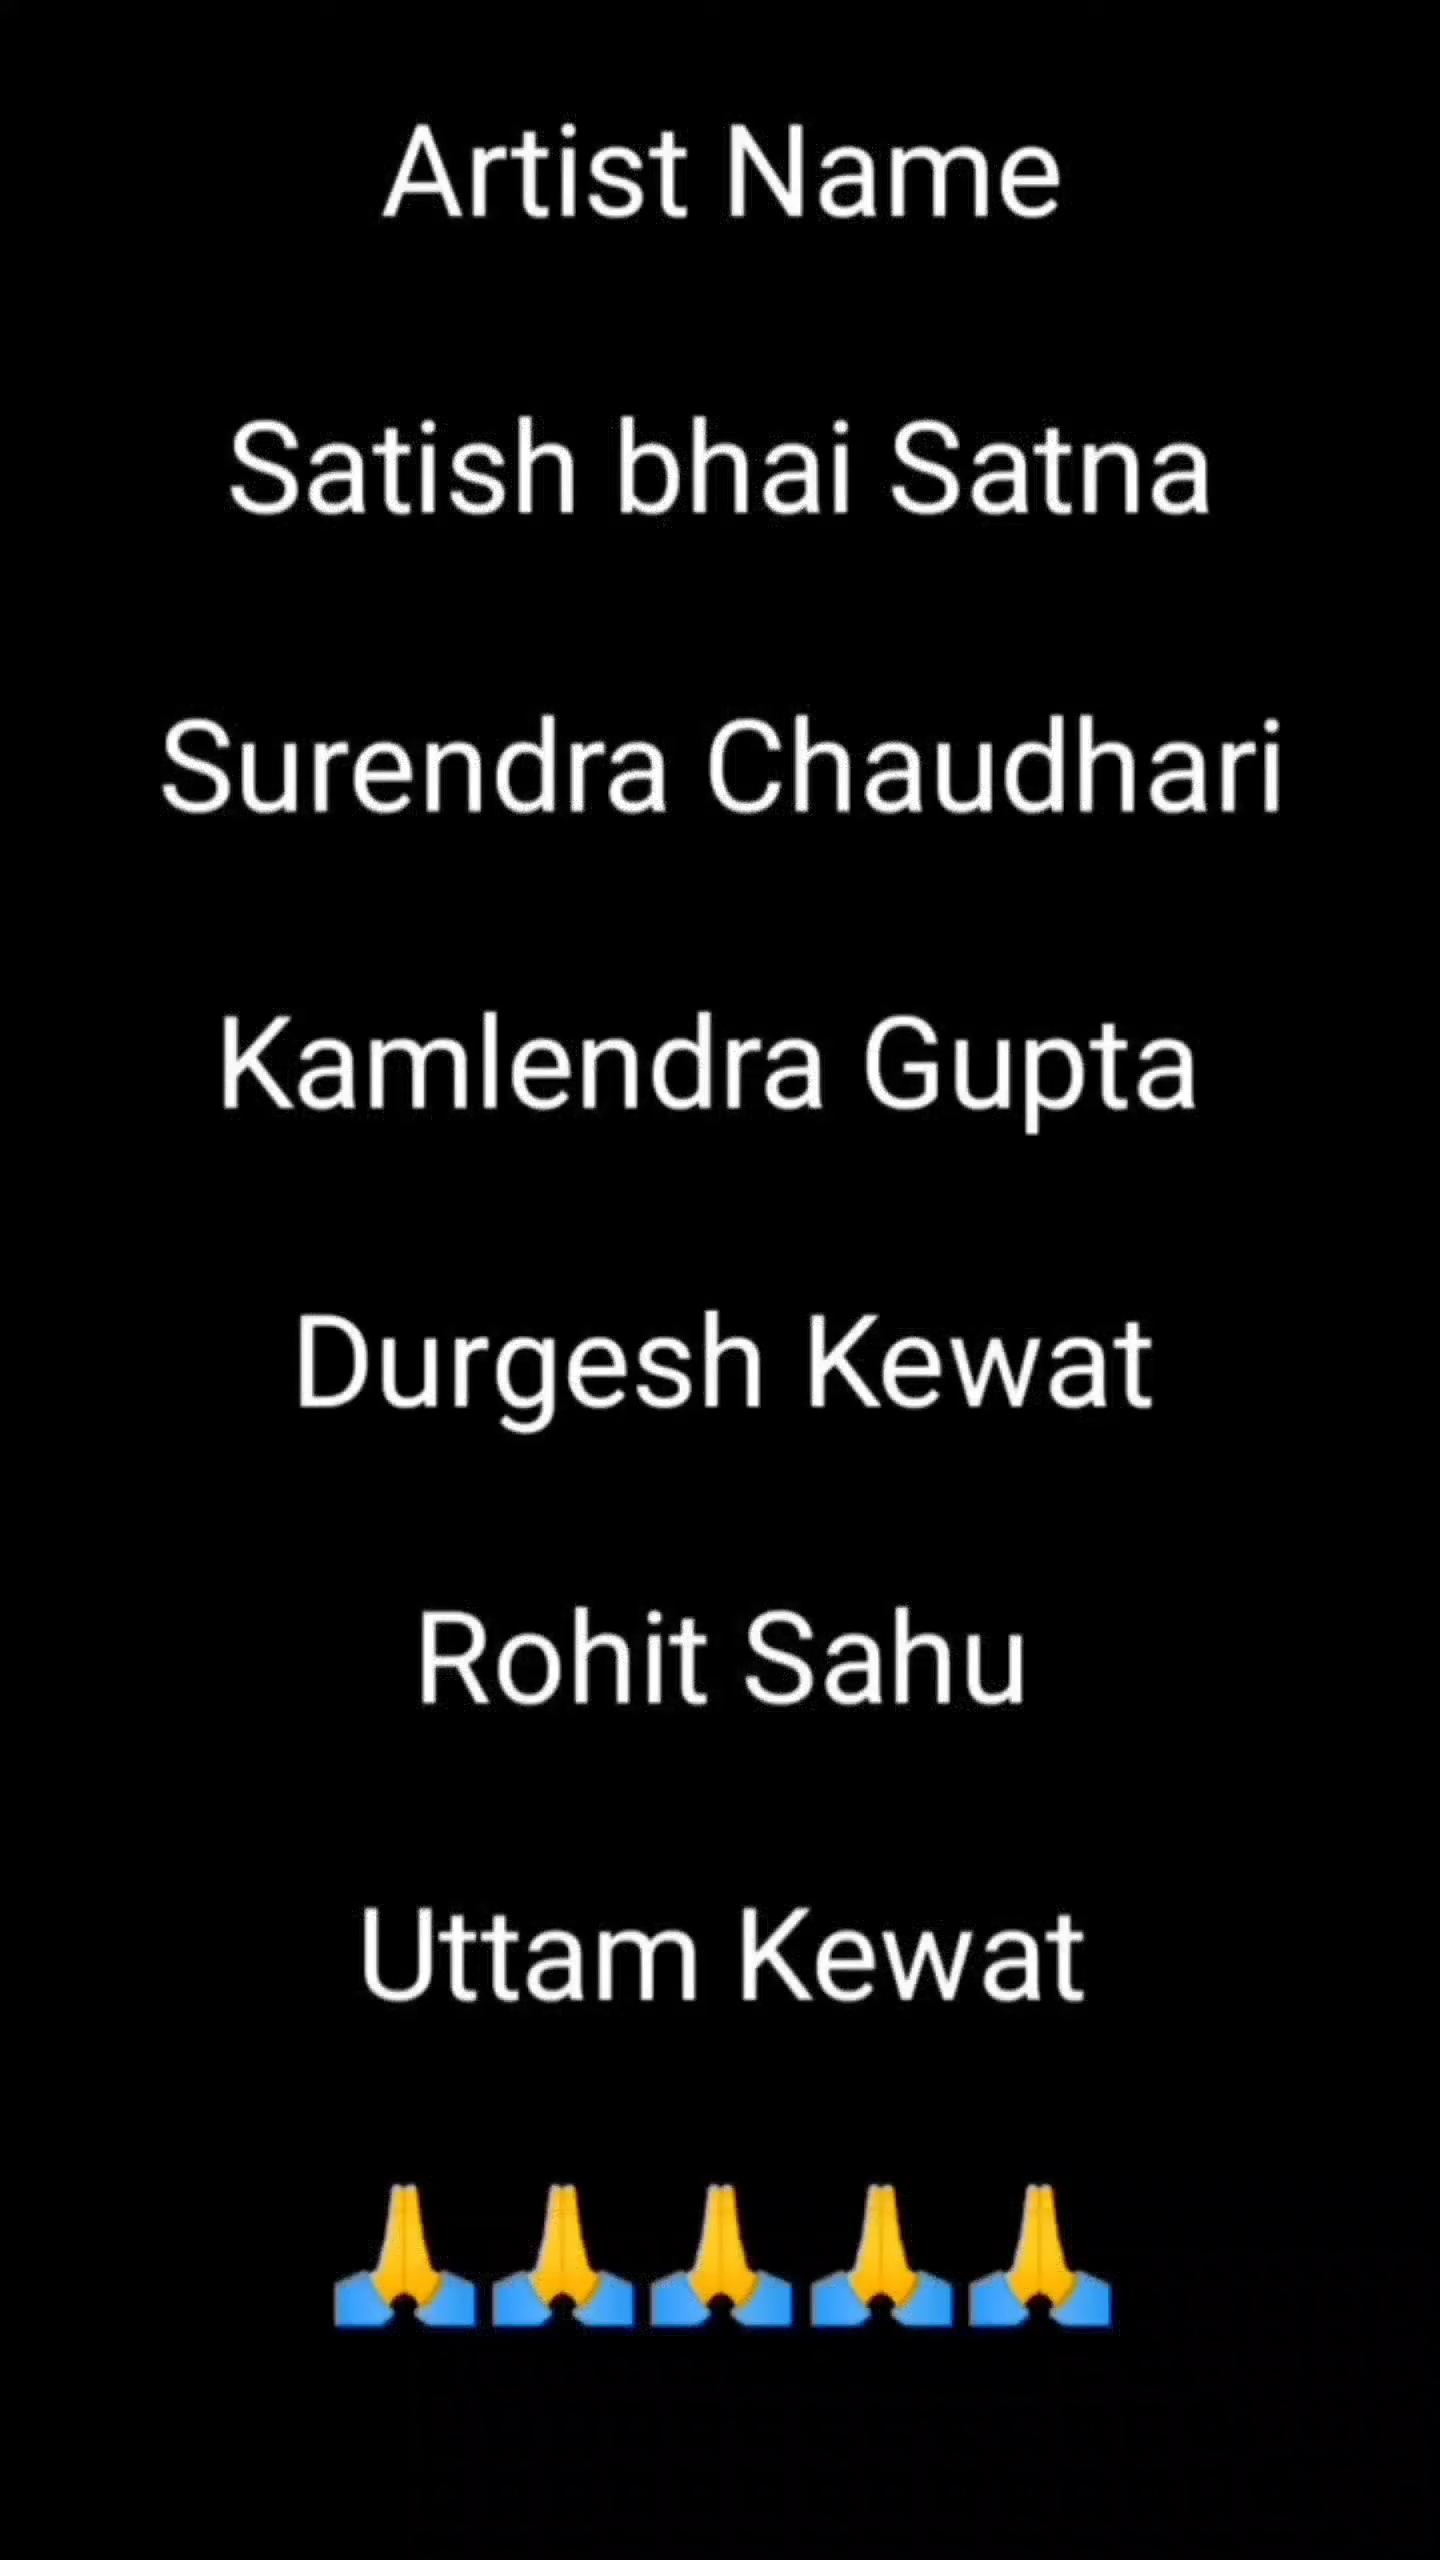 Artist Name
Satish bhai Satna
Surendra Chaudhari
Kamlendra Gupta
Durgesh Kewat
Rohit Sahu
Uttam Kewat
🙏🙏🙏🙏🙏